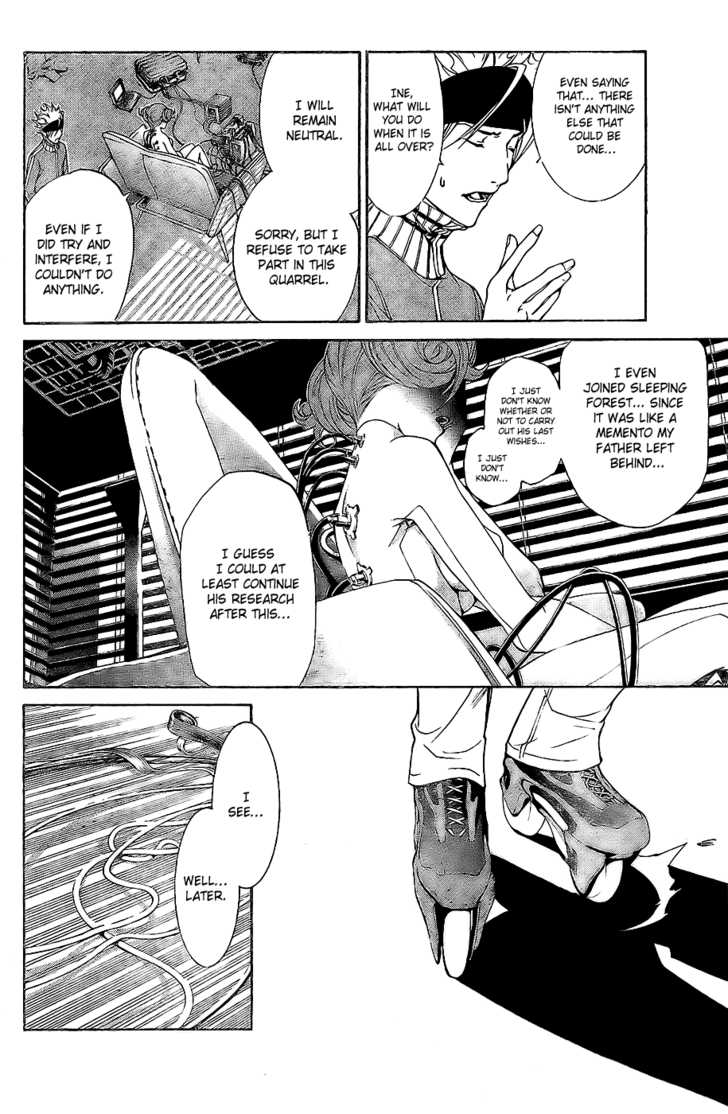 EVEN SAYING
THAT... THERE
ISN'T ANYTHING
ELSE THAT
COULD BE
DONE...
INE,
WHAT WILL
YOU DO
WHEN IT IS
ALL OVER?
I WILL
REMAIN
NEUTRAL.
SORRY, BUT I
REFUSE TO TAKE
PART IN THIS
QUARREL.
EVEN IF I
DID TRY AND
INTERFERE, I
COULDN'T DO
ANYTHING.
I EVEN
JOINED SLEEPING
FOREST... SINCE
IT WAS LIKE A
MEMENTO MY
FATHER LEFT
BEHIND...
I JUST
DON'T KNOW
WHETHER OR
NOT TO CARRY
OUT HIS LAST
WISHES...
I JUST
DON'T
KNOW...
I GUESS
I COULD AT
LEAST CONTINUE
HIS RESEARCH
AFTER THIS...
I
SEE...
WELL...
LATER.